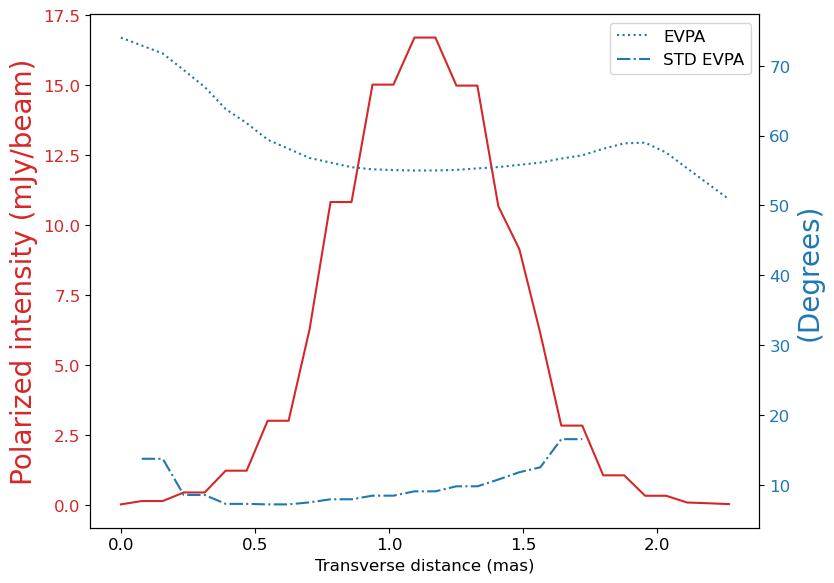 Polarized intensity (mJy/beam)
17.5
15.0
12.5
10.0
7.5
5.0
2.5
0.0
EVPA
STD EVPA
70
60
50
40
30
20
10
(Degrees)
0.0 0.5 1.0 1.5 2.0
Transverse distance (mas)